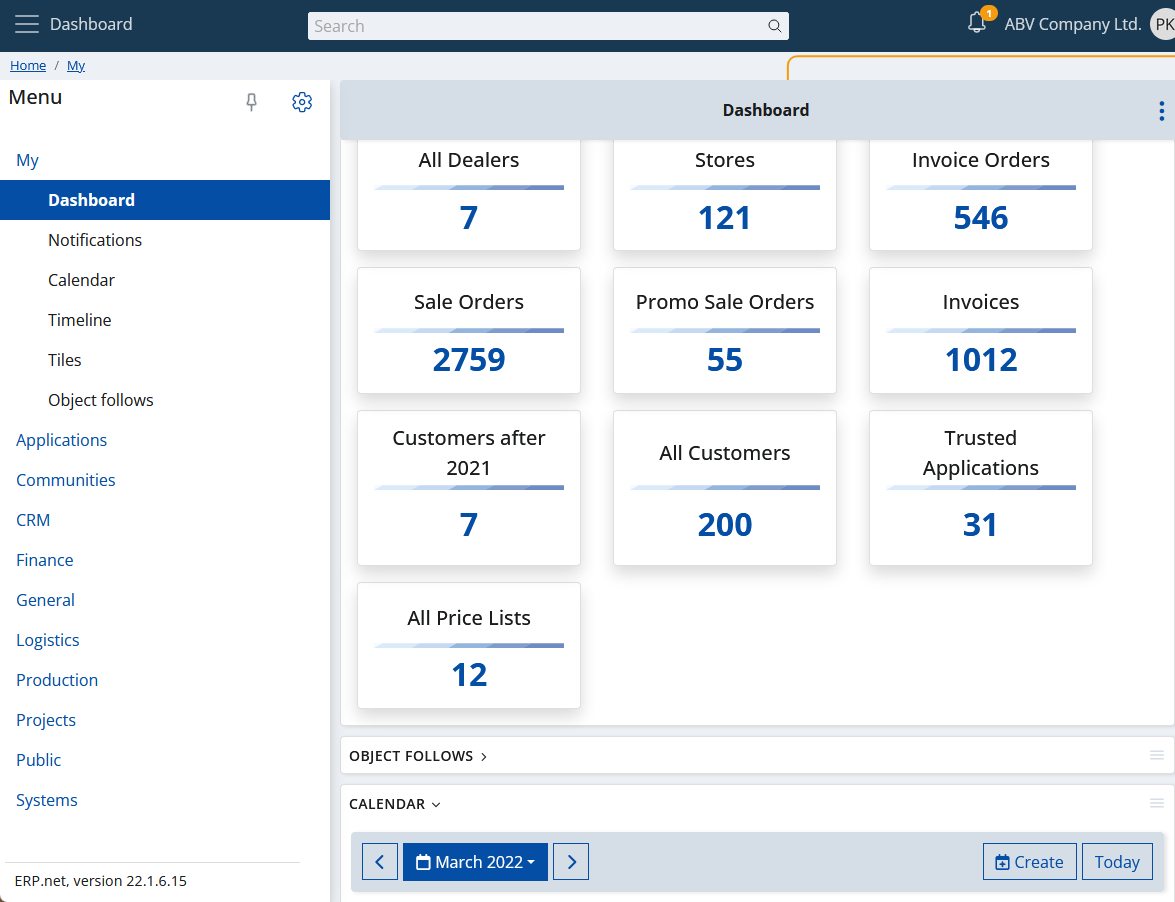 Dashboard
Search
1
ABV Company Ltd.
PK
Home / My
Menu
My
Dashboard
Notifications
Calendar
Timeline
Tiles
Object follows
Applications
Communities
CRM
Finance
General
Logistics
Production
Projects
Public
Systems
ERP.net, version 22.1.6.15
Dashboard
All Dealers
7
Stores
121
Invoice Orders
546
Sale Orders
2759
Promo Sale Orders
55
Invoices
1012
Customers after
2021
7
All Customers
200
Trusted
Applications
31
All Price Lists
12
OBJECT FOLLOWS
CALENDAR
March 2022
Create
Today